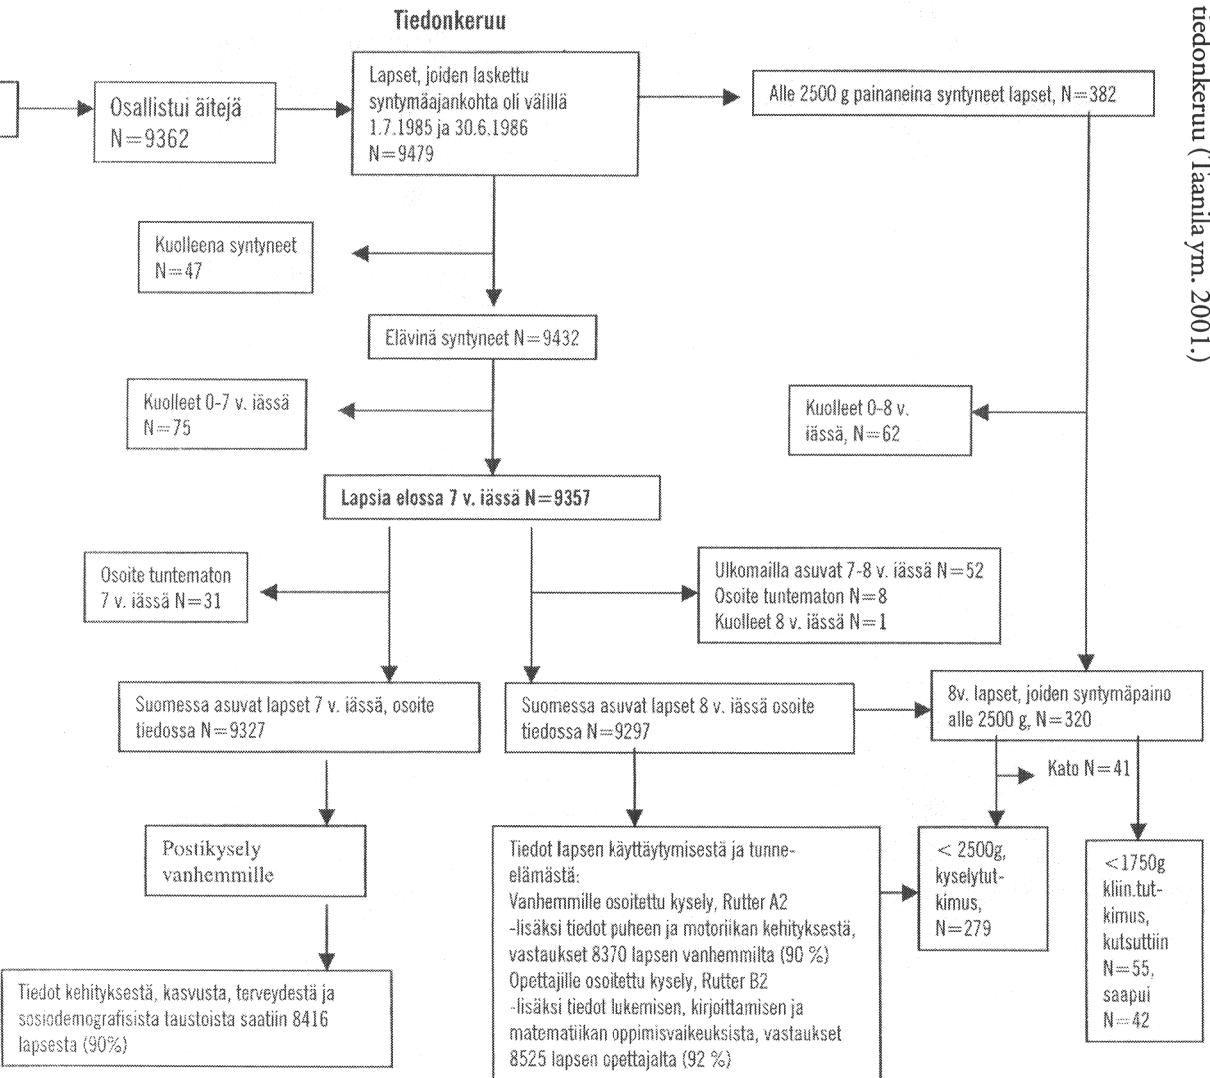 Tiedonkeruu
Osallistui äitejä
N=9362
Lapset, joiden laskettu
syntymäajankohta oli välillä
1.7.1985 ja 30.6.1986
N=9479
Alle 2500 g painaneina syntyneet lapset, N=382
tiedonkeruu (Taanila ym. 2001.)
Kuolleena syntyneet
N=47
Elävinä syntyneet N=9432
Kuolleet 0-7 v. iässä
N=75
Kuolleet 0-8 v.
iässä, N=62
Lapsia elossa 7 v. iässä N=9357
Osoite tuntematon
7 v. iässä N=31
Ulkomailla asuvat 7-8 v. iässä N=52
Osoite tuntematon N=8
Kuolleet 8 v. iässä N=1
Suomessa asuvat lapset 7 v. iässä, osoite
tiedossa N=9327
Suomessa asuvat lapset 8 v. iässä osoite
tiedossa N=9297
8v. lapset, joiden syntymäpaino
alle 2500 g, N=320
Kato N=41
Postikysely
vanhemmille
Tiedot lapsen käyttäytymisestä ja tunne-
elämästä:
Vanhemmille osoitettu kysely, Rutter A2
-lisäksi tiedot puheen ja motoriikan kehityksestä,
vastaukset 8370 lapsen vanhemmilta (90 %)
Opettajille osoitettu kysely, Rutter B2
-lisäksi tiedot lukemisen, kirjoittamisen ja
matematiikan oppimisvaikeuksista, vastaukset
8525 lapsen opettajalta (92 %)
< 2500g,
kyselytut-
kimus,
N=279
<1750g
kliin.tut-
kimus,
kutsuttiin
N=55,
saapui
N=42
Tiedot kehityksestä, kasvusta, terveydestä ja
sosiodemografisista taustoista saatiin 8416
lapsesta (90%)